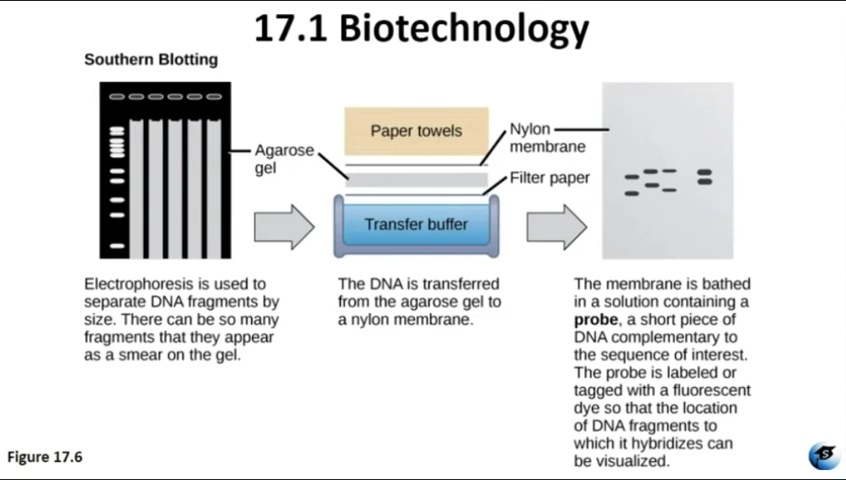 17.1 Biotechnology
Southern Blotting
Agarose
gel
Paper towels
Nylon
membrane
Filter paper
Transfer buffer
Electrophoresis is used to
separate DNA fragments by
size. There can be so many
fragments that they appear
as a smear on the gel.
The DNA is transferred
from the agarose gel to
a nylon membrane.
The membrane is bathed
in a solution containing a
probe, a short piece of
DNA complementary to
the sequence of interest.
The probe is labeled or
tagged with a fluorescent
dye so that the location
of DNA fragments to
which it hybridizes can
be visualized.
Figure 17.6
S